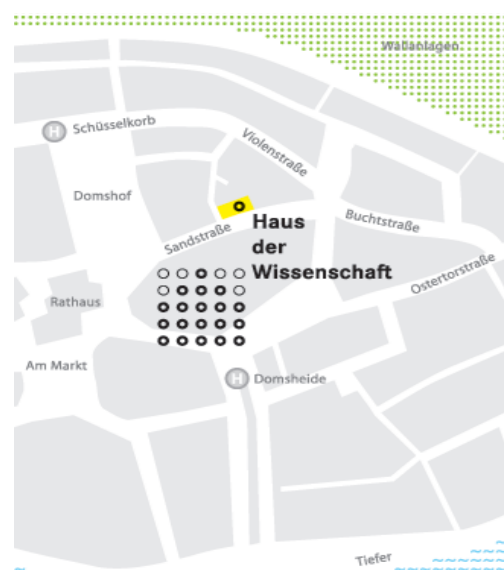 Wallanlagen
H Schüsselkorb
Violenstraße
Domshof
Buchtstraße
Sandstraße
Haus
der
Wissenschaft
Ostertorstraße
Rathaus
Am Markt
H Domsheide
Tiefer